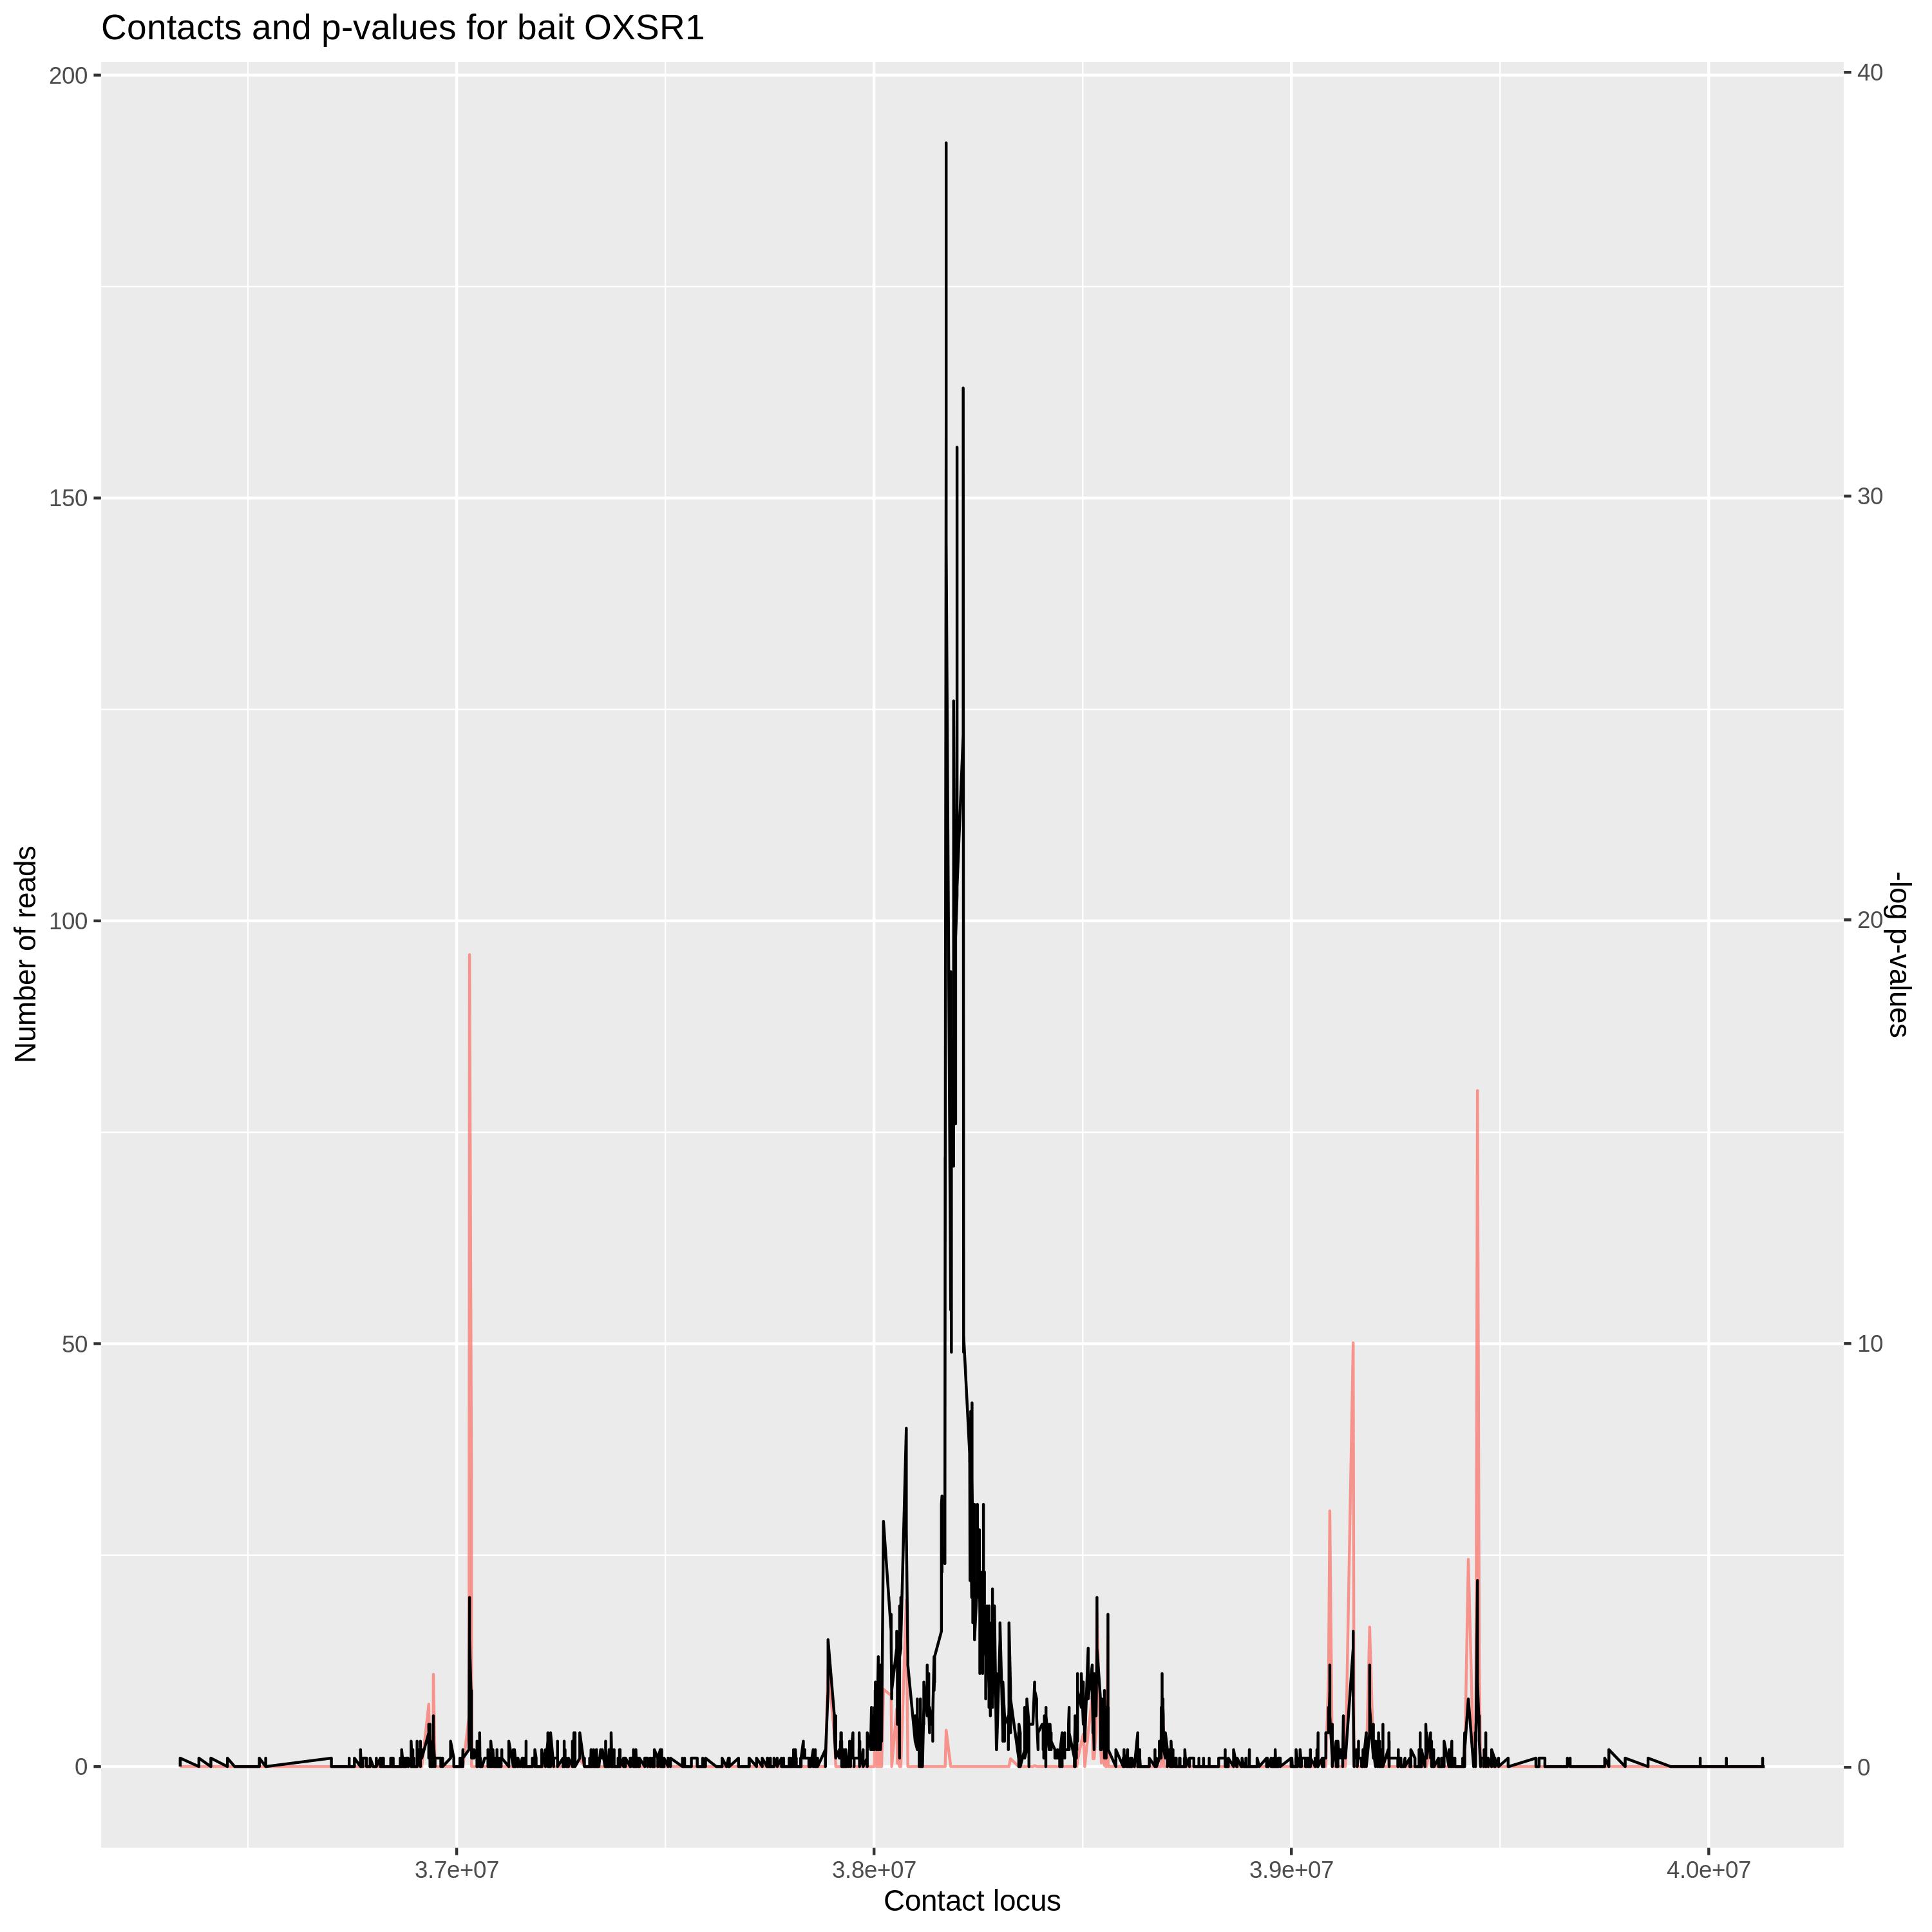 Contacts and p-values for bait OXSR1
200
150
100
50
0
Number of reads
40
30
20
10
0
-log p-values
3.7e+07
3.8e+07
3.9e+07
4.0e+07
Contact locus